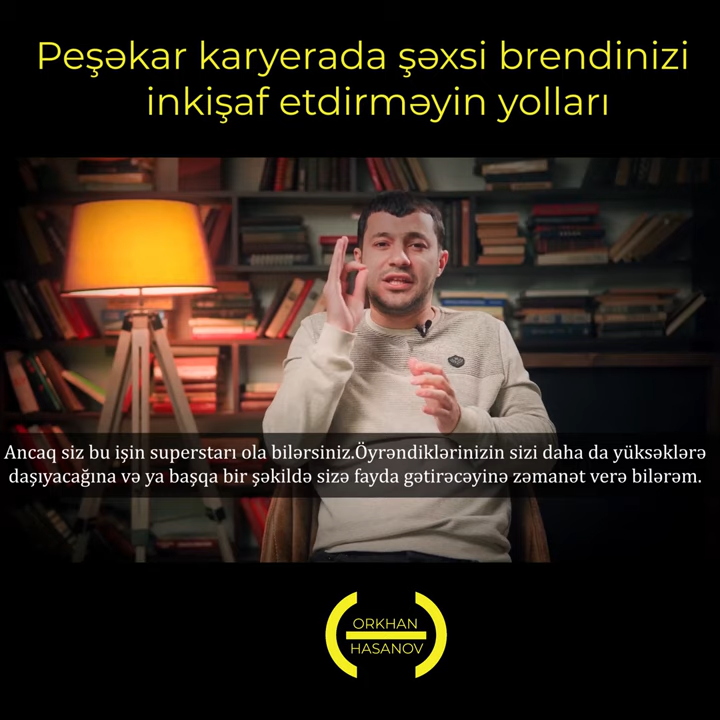 Peşəkar karyerada şəxsi brendinizi
inkişaf etdirməyin yolları
Ancaq siz bu işin superstarı ola bilərsiniz.Öyrəndiklərinizin sizi daha da yüksəklərə
daşıyacağına və ya başqa bir şəkildə sizə fayda gətirəcəyinə zəmanət verə bilərəm.
ORKHAN
HASANOV